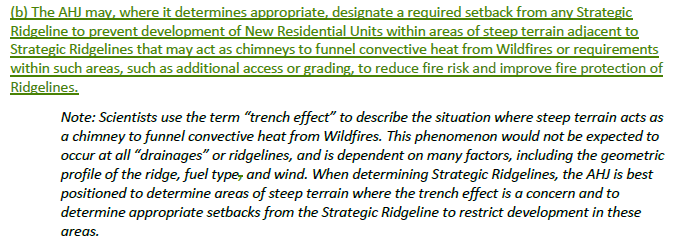 (b) The AHJ may, where it determines appropriate, designate a required setback from any Strategic
Ridgeline to prevent development of New Residential Units within areas of steep terrain adjacent to
Strategic Ridgelines that may act as chimneys to funnel convective heat from Wildfires or requirements
within such areas, such as additional access or grading, to reduce fire risk and improve fire protection of
Ridgelines.
Note: Scientists use the term “trench effect” to describe the situation where steep terrain acts as
a chimney to funnel convective heat from Wildfires. This phenomenon would not be expected to
occur at all “drainages” or ridgelines, and is dependent on many factors, including the geometric
profile of the ridge, fuel type, and wind. When determining Strategic Ridgelines, the AHJ is best
positioned to determine areas of steep terrain where the trench effect is a concern and to
determine appropriate setbacks from the Strategic Ridgeline to restrict development in these
areas.